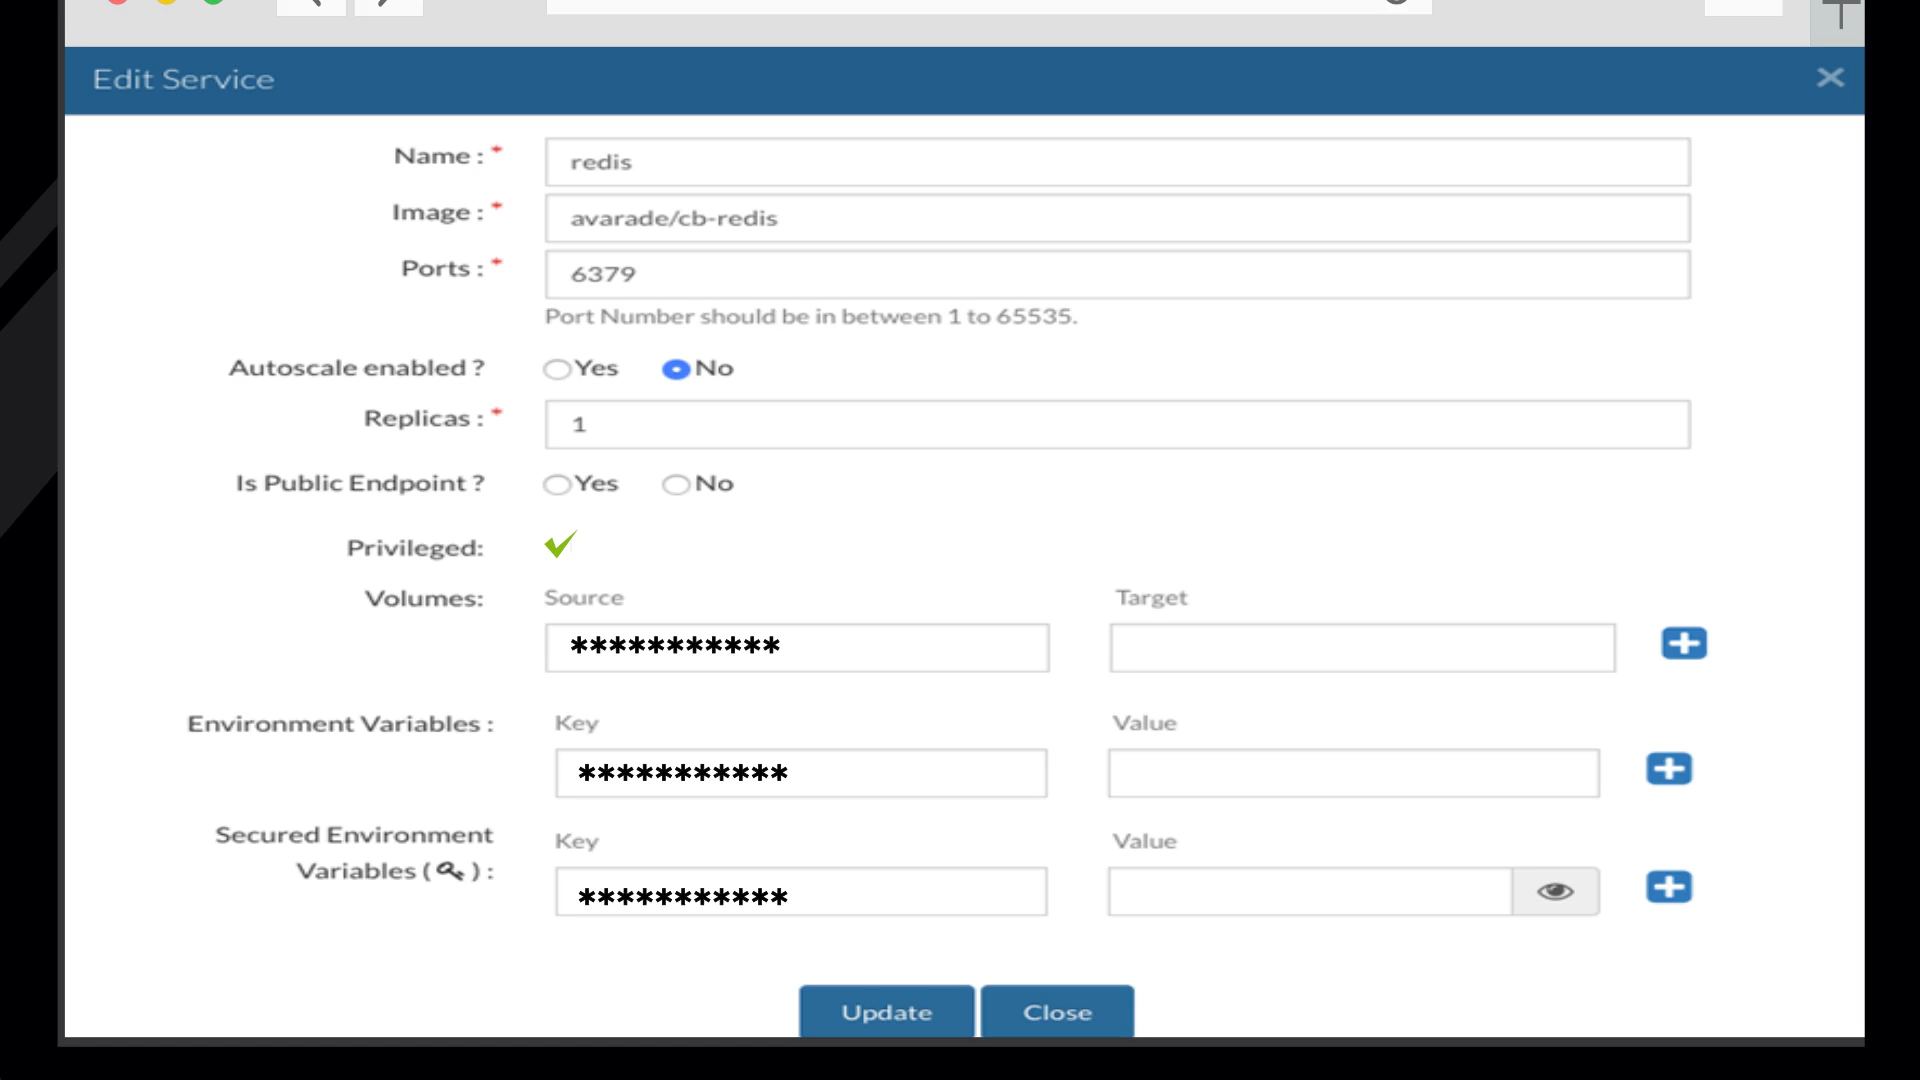 Edit Service
Name : *
redis
Image : *
avarade/cb-redis
Ports : *
6379
Port Number should be in between 1 to 65535.
Autoscale enabled ? Yes No
Replicas : *
1
Is Public Endpoint ? Yes No
Privileged:
Volumes: Source Target
***********
Environment Variables : Key Value
***********
Secured Environment Key Value
Variables ( ) :
***********
Update Close